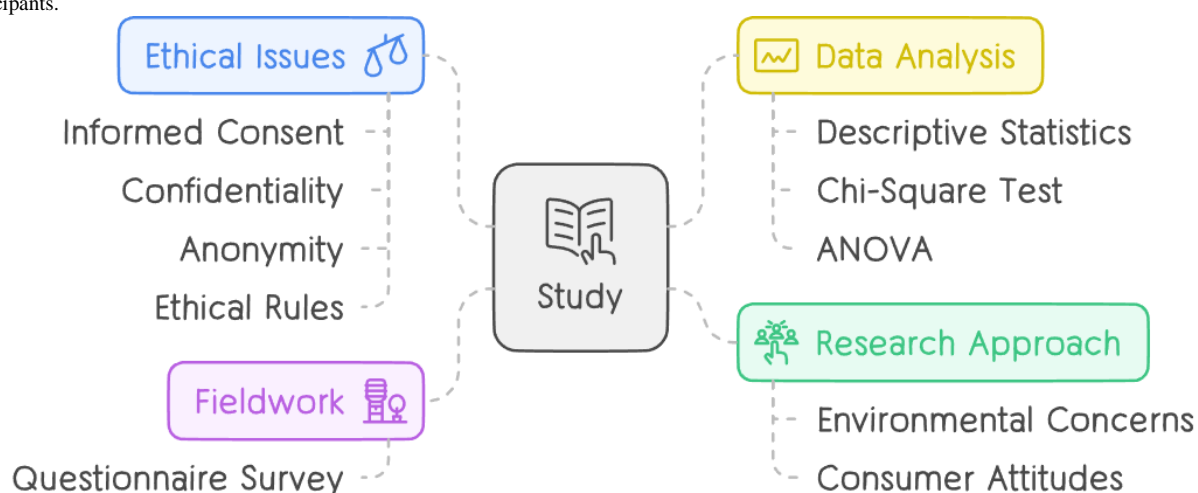 cipants.
Ethical Issues
Informed Consent
Confidentiality
Anonymity
Ethical Rules
Fieldwork
Questionnaire Survey
Study
Data Analysis
Descriptive Statistics
Chi-Square Test
ANOVA
Research Approach
Environmental Concerns
Consumer Attitudes